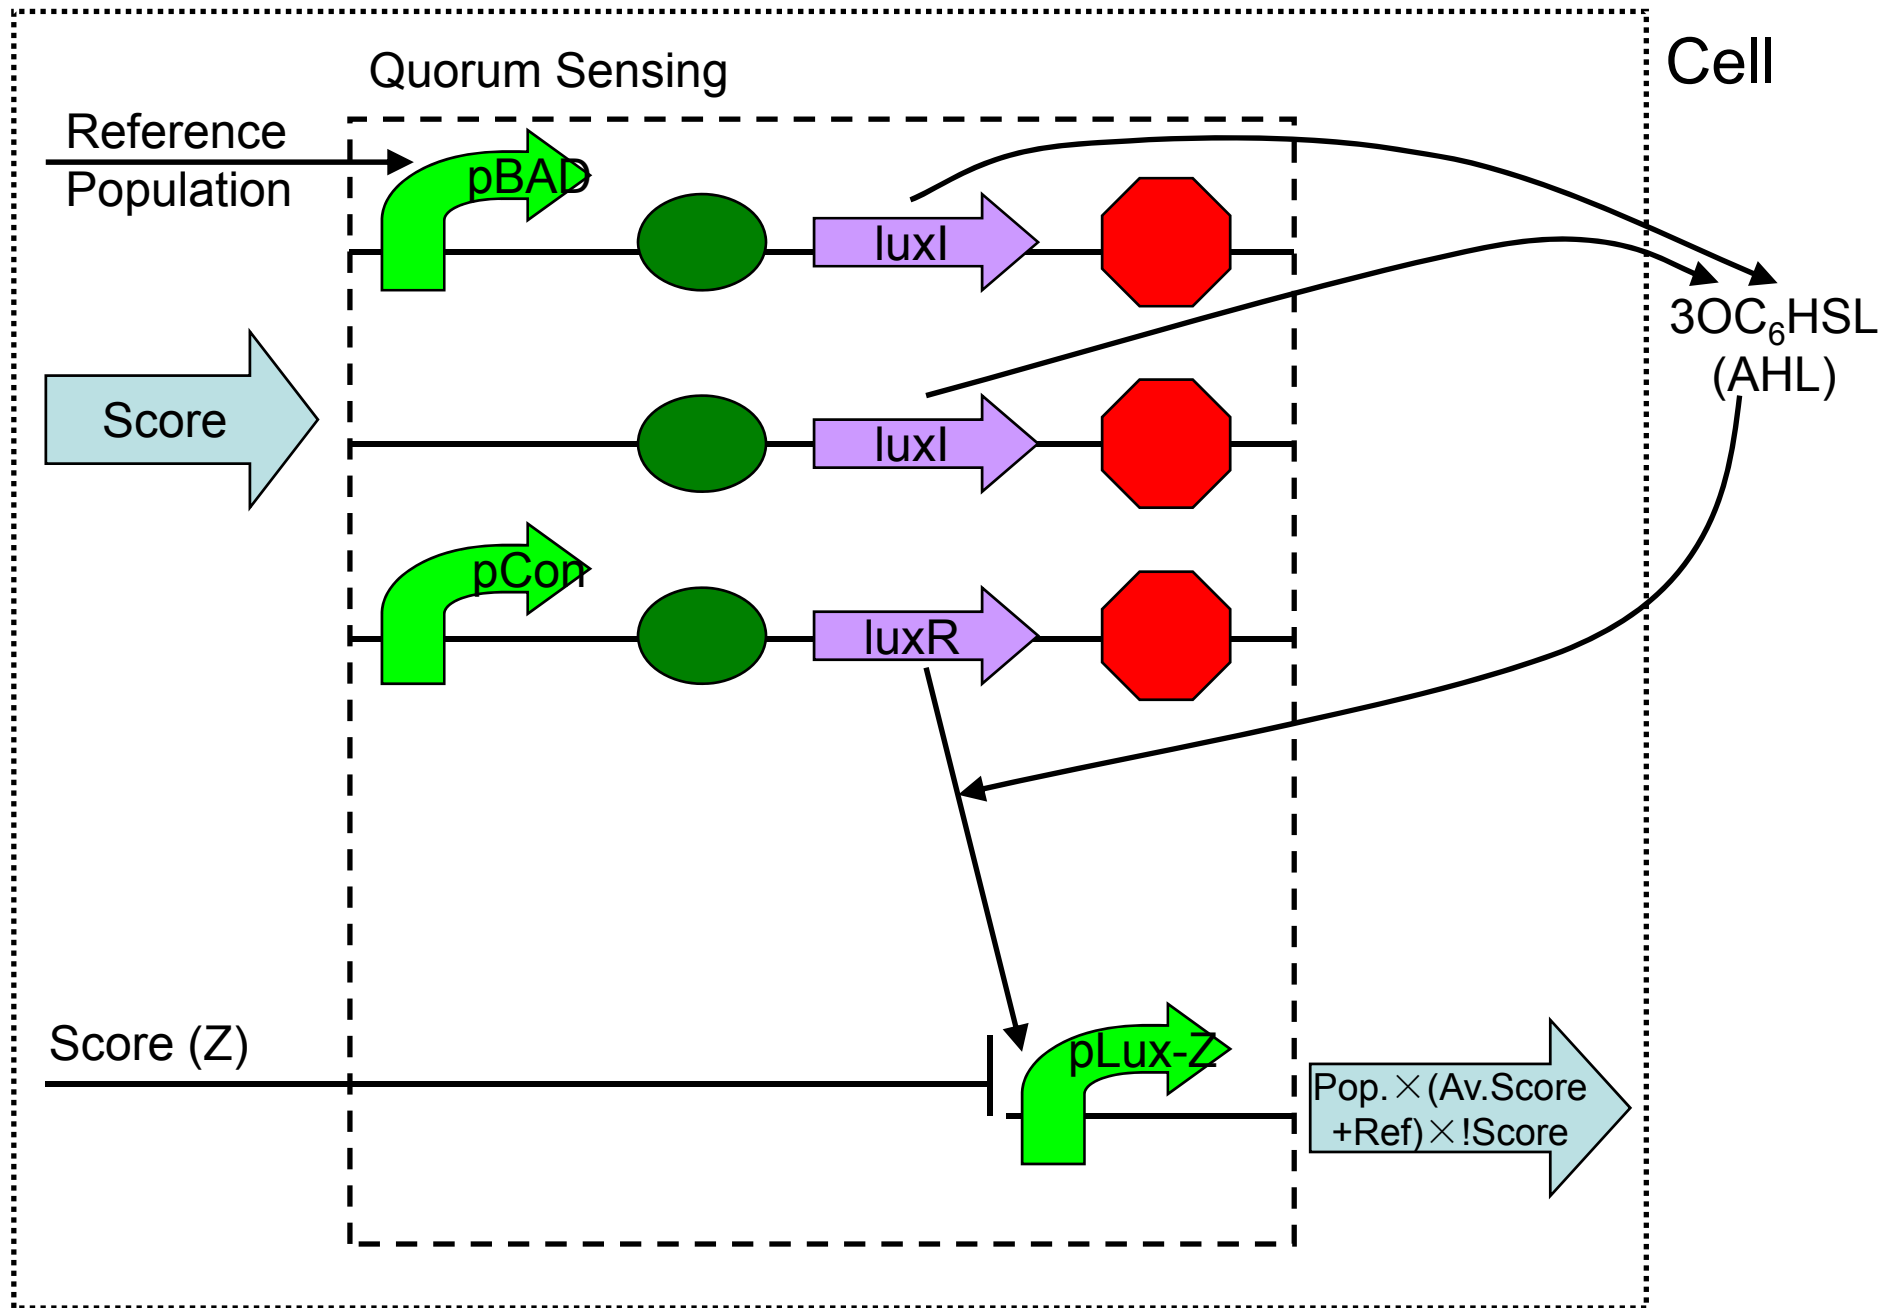 Cell
Quorum Sensing
Reference
Population
pBAD
luxI
3OC₆HSL
(AHL)
Score
luxI
pCon
luxR
Score (Z)
pLux-Z
Pop.×(Av.Score
+Ref)×!Score